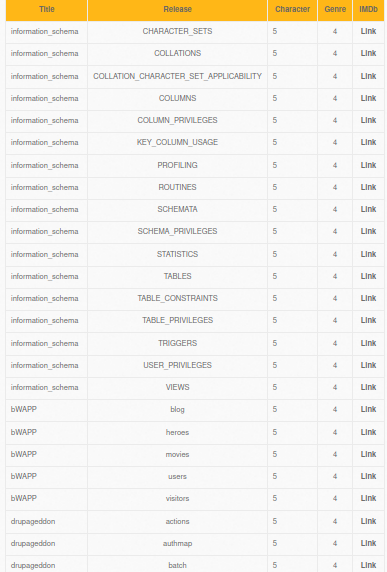 Title Release Character Genre IMDb
information_schema CHARACTER_SETS 5 4 Link
information_schema COLLATIONS 5 4 Link
information_schema COLLATION_CHARACTER_SET_APPLICABILITY 5 4 Link
information_schema COLUMNS 5 4 Link
information_schema COLUMN_PRIVILEGES 5 4 Link
information_schema KEY_COLUMN_USAGE 5 4 Link
information_schema PROFILING 5 4 Link
information_schema ROUTINES 5 4 Link
information_schema SCHEMATA 5 4 Link
information_schema SCHEMA_PRIVILEGES 5 4 Link
information_schema STATISTICS 5 4 Link
information_schema TABLES 5 4 Link
information_schema TABLE_CONSTRAINTS 5 4 Link
information_schema TABLE_PRIVILEGES 5 4 Link
information_schema TRIGGERS 5 4 Link
information_schema USER_PRIVILEGES 5 4 Link
information_schema VIEWS 5 4 Link
bWAPP blog 5 4 Link
bWAPP heroes 5 4 Link
bWAPP movies 5 4 Link
bWAPP users 5 4 Link
bWAPP visitors 5 4 Link
drupageddon actions 5 4 Link
drupageddon authmap 5 4 Link
drupageddon batch 5 4 Link